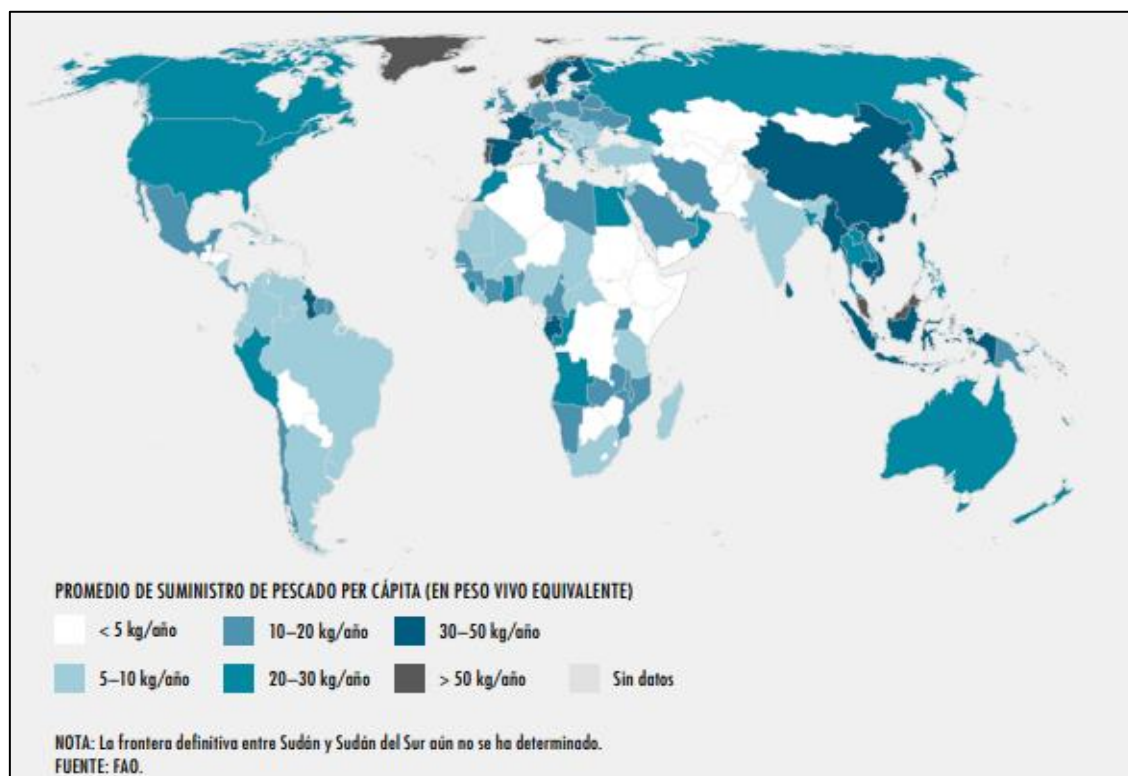 PROMEDIO DE SUMINISTRO DE PESCADO PER CÁPITA (EN PESO VIVO EQUIVALENTE)
< 5 kg/año 10–20 kg/año 30–50 kg/año
5–10 kg/año 20–30 kg/año > 50 kg/año Sin datos
NOTA: La frontera definitiva entre Sudán y Sudán del Sur aún no se ha determinado.
FUENTE: FAO.